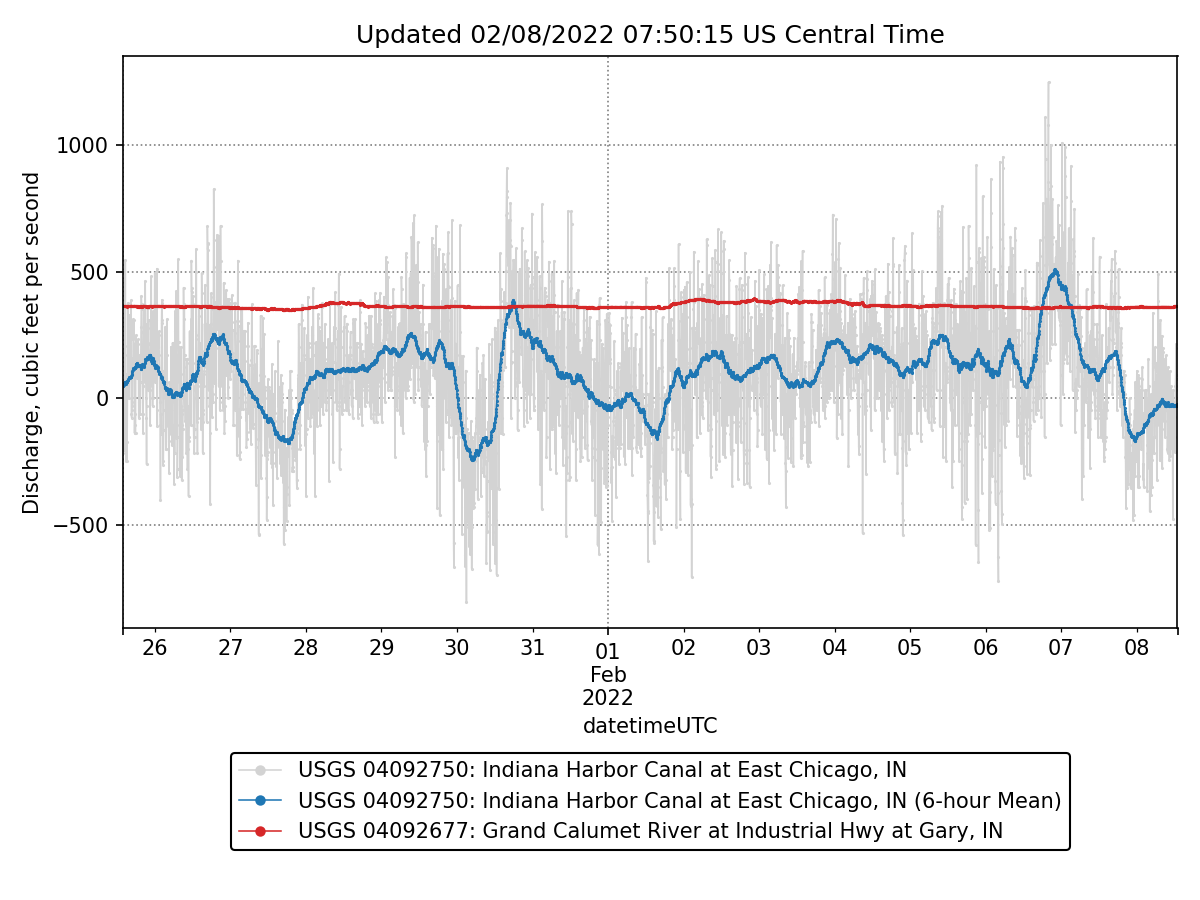 Updated 02/08/2022 07:50:15 US Central Time
Discharge, cubic feet per second
1000
500
0
−500
26 27 28 29 30 31 01 02 03 04 05 06 07 08
Feb
2022
datetimeUTC
USGS 04092750: Indiana Harbor Canal at East Chicago, IN
USGS 04092750: Indiana Harbor Canal at East Chicago, IN (6-hour Mean)
USGS 04092677: Grand Calumet River at Industrial Hwy at Gary, IN